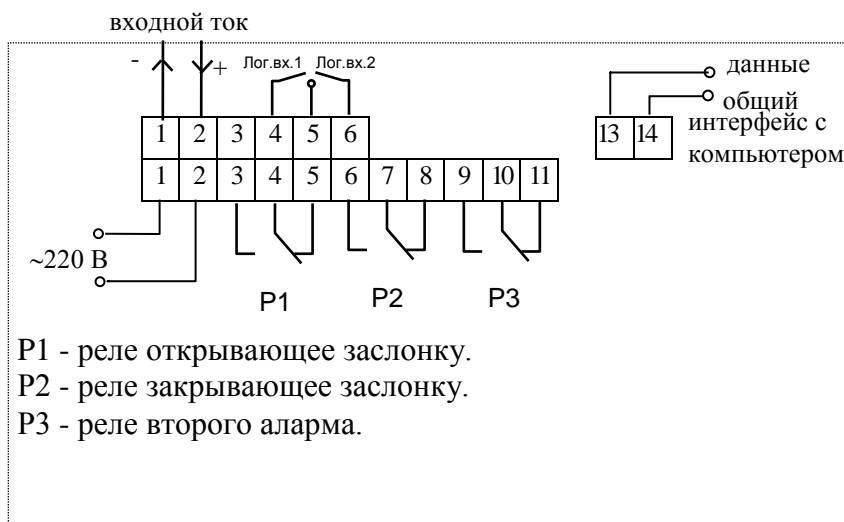 входной ток
- + Лог.вх.1 Лог.вх.2
данные
общий
1 2 3 4 5 6
13 14 интерфейс с
компьютером
1 2 3 4 5 6 7 8 9 10 11
~220 В
P1 P2 P3
P1 - реле открывающее заслонку.
P2 - реле закрывающее заслонку.
P3 - реле второго аларма.